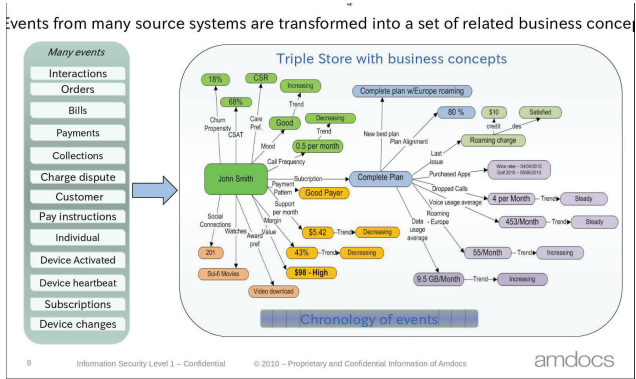 Events from many source systems are transformed into a set of related business concep
Many events
Interactions
Orders
Bills
Payments
Collections
Charge dispute
Customer
Pay instructions
Individual
Device Activated
Device heartbeat
Subscriptions
Device changes
Triple Store with business concepts
18%
CSR
Increasing
Complete plan w/Europe roaming
68%
Trend
Decreasing
80 %
$10
Satisfied
Churn
Propensity
CSAT
Care
Pref.
Good
Trend
New best plan
Plan Alignment
credit
des
Mood
0.5 per month
Roaming charge
Call Frequency
Last
issue
John Smith
Subcription
Complete Plan
Purchased Apps
Payment
Pattern
Good Payer
Dropped Calls
4 per Month
Trend
Steady
Voice usage average
Support
per month
Social
Connections
Watches
Award
pref
Value
Margin
$5.42
Trend
Decreasing
Data
usage
average
Roaming
- Europe
453/Month
Trend
Steady
201
43%
Trend
Decreasing
55/Month
Trend
Increasing
Sci-fi Movies
$98 - High
9.5 GB/Month
Trend
Increasing
Video download
Chronology of events
9
Information Security Level 1 – Confidential
© 2010 – Proprietary and Confidential Information of Amdocs
amdocs